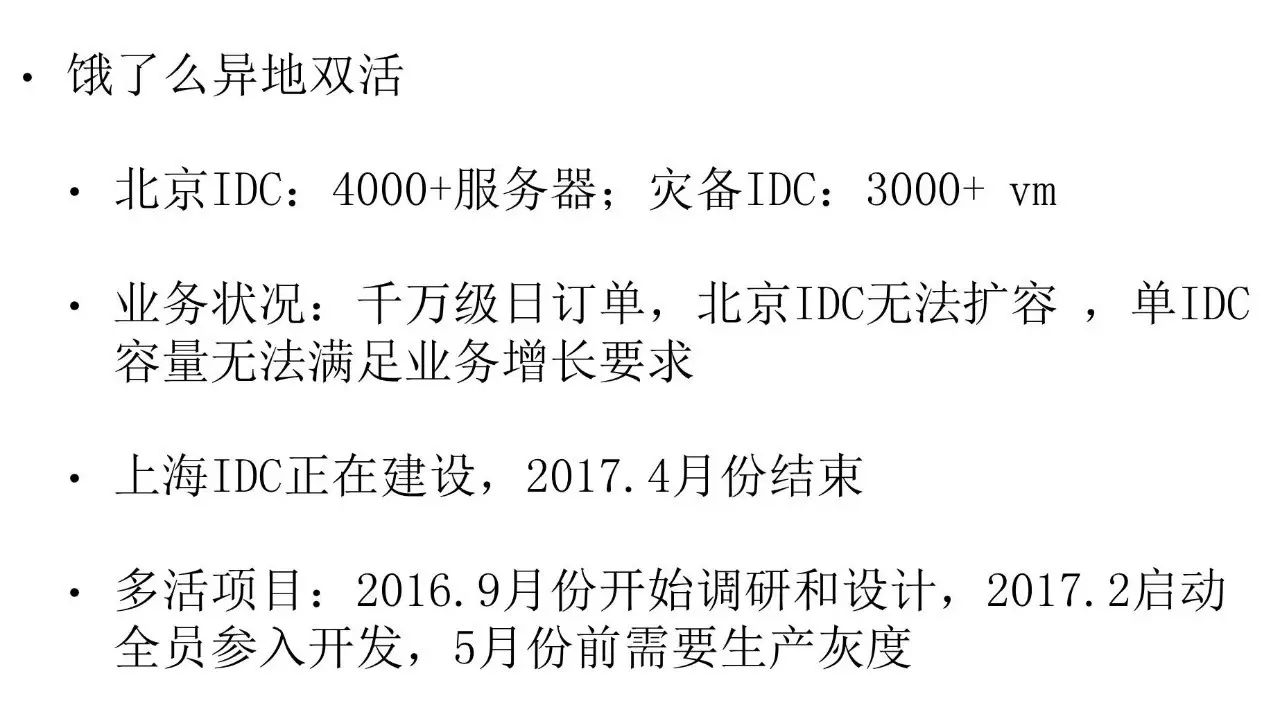 • 饿了么异地双活
• 北京IDC：4000+服务器；灾备IDC：3000+ vm
• 业务状况：千万级日订单，北京IDC无法扩容 ，单IDC
容量无法满足业务增长要求
• 上海IDC正在建设，2017.4月份结束
• 多活项目：2016.9月份开始调研和设计，2017.2启动
全员参入开发，5月份前需要生产灰度